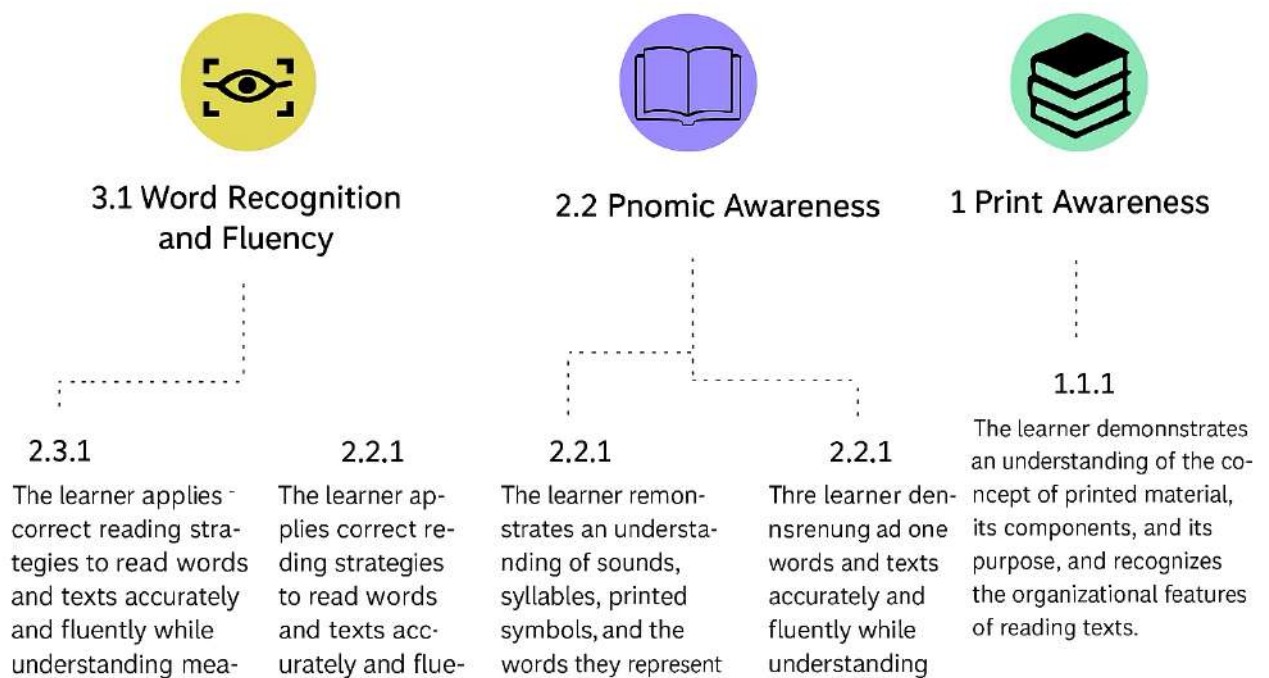 3.1 Word Recognition
and Fluency
2.3.1
The learner applies -
correct reading stra-
tegies to read words
and texts accurately
and fluently while
understanding mea-
2.2.1
The learner ap-
plies correct re-
ding strategies
to read words
and texts acc-
urately and flue-
2.2 Pnomic Awareness
2.2.1
The learner remon-
strates an understa-
nding of sounds,
syllables, printed
symbols, and the
words they represent
2.2.1
Thre learner den-
nsrenung ad one
words and texts
accurately and
fluently while
understanding
1 Print Awareness
1.1.1
The learner demonnstrates
an understanding of the co-
ncept of printed material,
its components, and its
purpose, and recognizes
the organizational features
of reading texts.